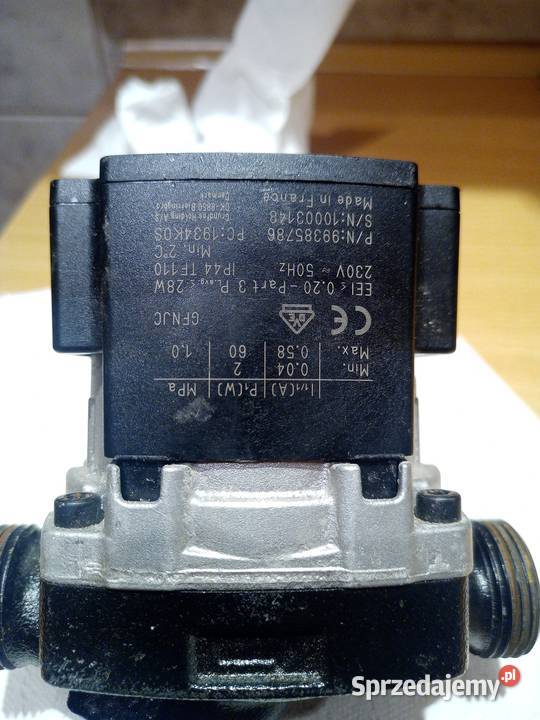 I₁/₁(A) P₁(W) MPa
Min. 0.04 2
Max. 0.58 60 1.0
CE VDE GFNJC
EEI ≤ 0.20 -Part 3 PL,avg ≤ 28W
230V ~ 50Hz IP44 TF110
Min. 2°C
P/N:99385786 PC:1934KOS
S/N:10003148 Grundfos Holding A/S
Made in France DK-8850 Bjerringbro
Denmark
Sprzedajemy.pl